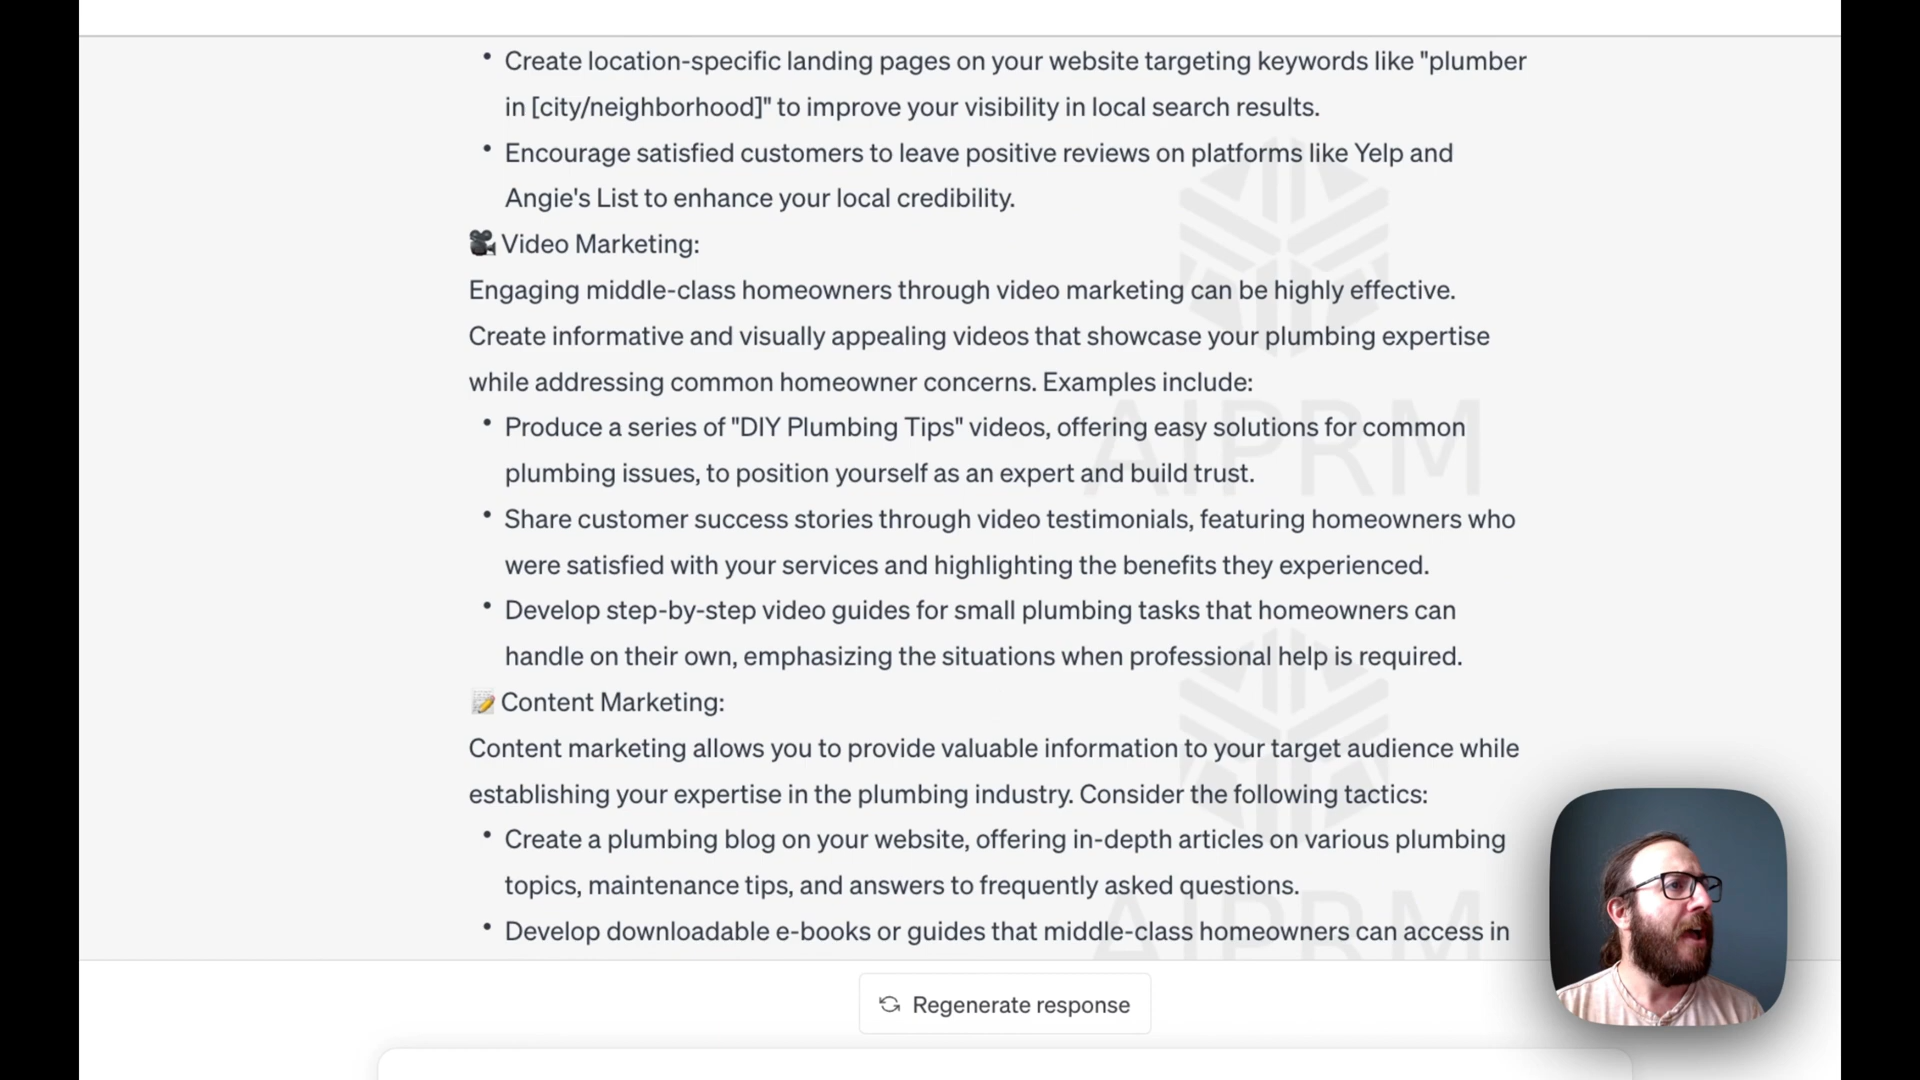 • Create location-specific landing pages on your website targeting keywords like "plumber
in [city/neighborhood]" to improve your visibility in local search results.
• Encourage satisfied customers to leave positive reviews on platforms like Yelp and
Angie's List to enhance your local credibility.
🎥 Video Marketing:
Engaging middle-class homeowners through video marketing can be highly effective.
Create informative and visually appealing videos that showcase your plumbing expertise
while addressing common homeowner concerns. Examples include:
• Produce a series of "DIY Plumbing Tips" videos, offering easy solutions for common
plumbing issues, to position yourself as an expert and build trust.
• Share customer success stories through video testimonials, featuring homeowners who
were satisfied with your services and highlighting the benefits they experienced.
• Develop step-by-step video guides for small plumbing tasks that homeowners can
handle on their own, emphasizing the situations when professional help is required.
📝 Content Marketing:
Content marketing allows you to provide valuable information to your target audience while
establishing your expertise in the plumbing industry. Consider the following tactics:
• Create a plumbing blog on your website, offering in-depth articles on various plumbing
topics, maintenance tips, and answers to frequently asked questions.
• Develop downloadable e-books or guides that middle-class homeowners can access in
Regenerate response
AIPRM
AIPRM